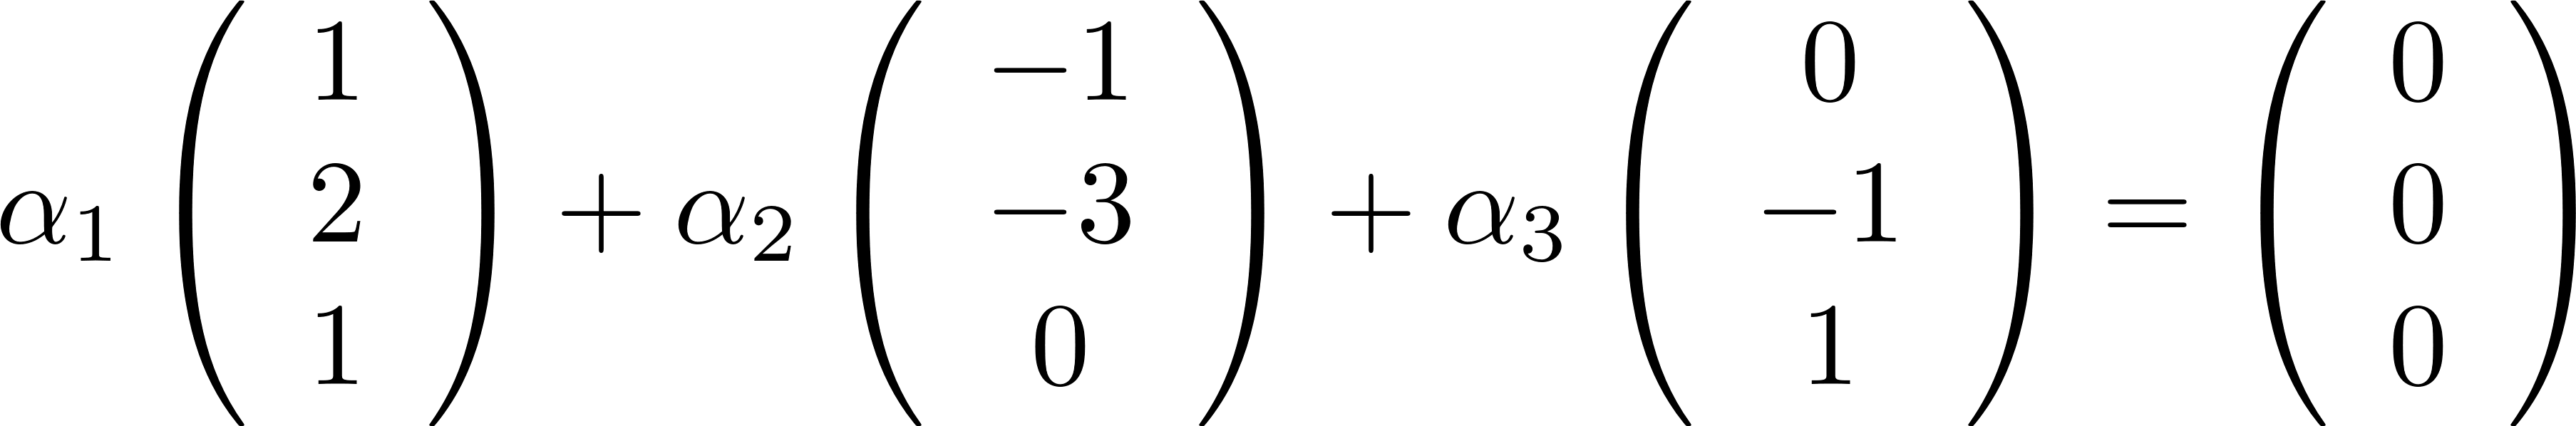 α₁ ( 1 2 1 ) + α₂ ( −1 −3 0 ) + α₃ ( 0 −1 1 ) = ( 0 0 0 )